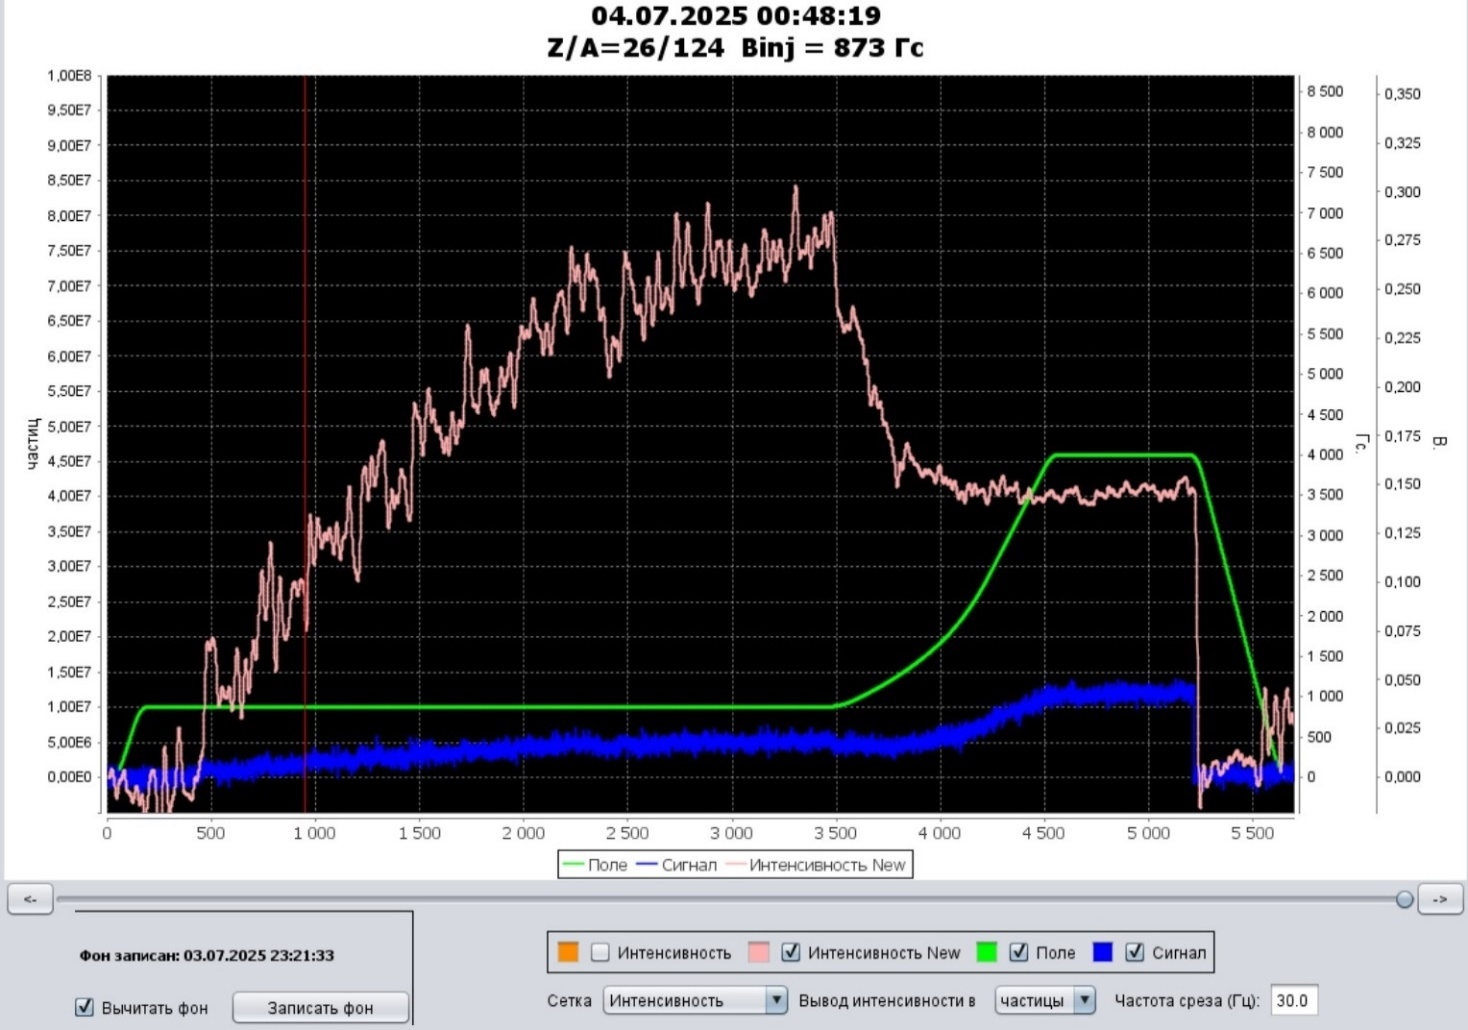 04.07.2025 00:48:19
Z/A=26/124 Binj = 873 Гс
1,00E8
9,50E7
9,00E7
8,50E7
8,00E7
7,50E7
7,00E7
6,50E7
6,00E7
5,50E7
5,00E7
4,50E7
4,00E7
3,50E7
3,00E7
2,50E7
2,00E7
1,50E7
1,00E7
5,00E6
0,00E0
частиц
8 500
8 000
7 500
7 000
6 500
6 000
5 500
5 000
4 500
4 000
3 500
3 000
2 500
2 000
1 500
1 000
500
0
Гс.
0,350
0,325
0,300
0,275
0,250
0,225
0,200
0,175
0,150
0,125
0,100
0,075
0,050
0,025
0,000
В.
0 500 1 000 1 500 2 000 2 500 3 000 3 500 4 000 4 500 5 000 5 500
Поле Сигнал Интенсивность New
<- ->
Фон записан: 03.07.2025 23:21:33
Вычитать фон Записать фон
Интенсивность Интенсивность New Поле Сигнал
Сетка Интенсивность Вывод интенсивности в частицы Частота среза (Гц): 30.0